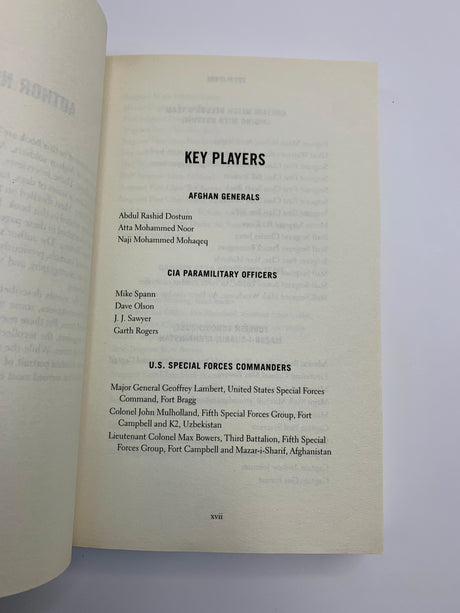 AUTHOR N
KEY PLAYERS
AFGHAN GENERALS
Abdul Rashid Dostum
Atta Mohammed Noor
Naji Mohammed Mohaqeq
CIA PARAMILITARY OFFICERS
Mike Spann
Dave Olson
J. J. Sawyer
Garth Rogers
U.S. SPECIAL FORCES COMMANDERS
Major General Geoffrey Lambert, United States Special Forces
Command, Fort Bragg
Colonel John Mulholland, Fifth Special Forces Group, Fort
Campbell and K2, Uzbekistan
Lieutenant Colonel Max Bowers, Third Battalion, Fifth Special
Forces Group, Fort Campbell and Mazar-i-Sharif, Afghanistan
xvii